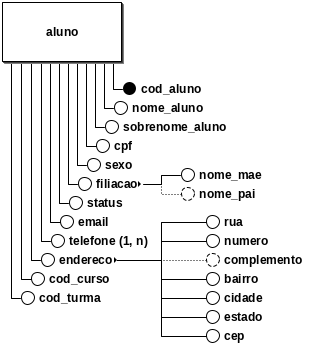 aluno
cod_aluno
nome_aluno
sobrenome_aluno
cpf
sexo
filiacao
nome_mae
nome_pai
status
email
telefone (1, n)
endereco
rua
numero
complemento
bairro
cidade
estado
cep
cod_curso
cod_turma